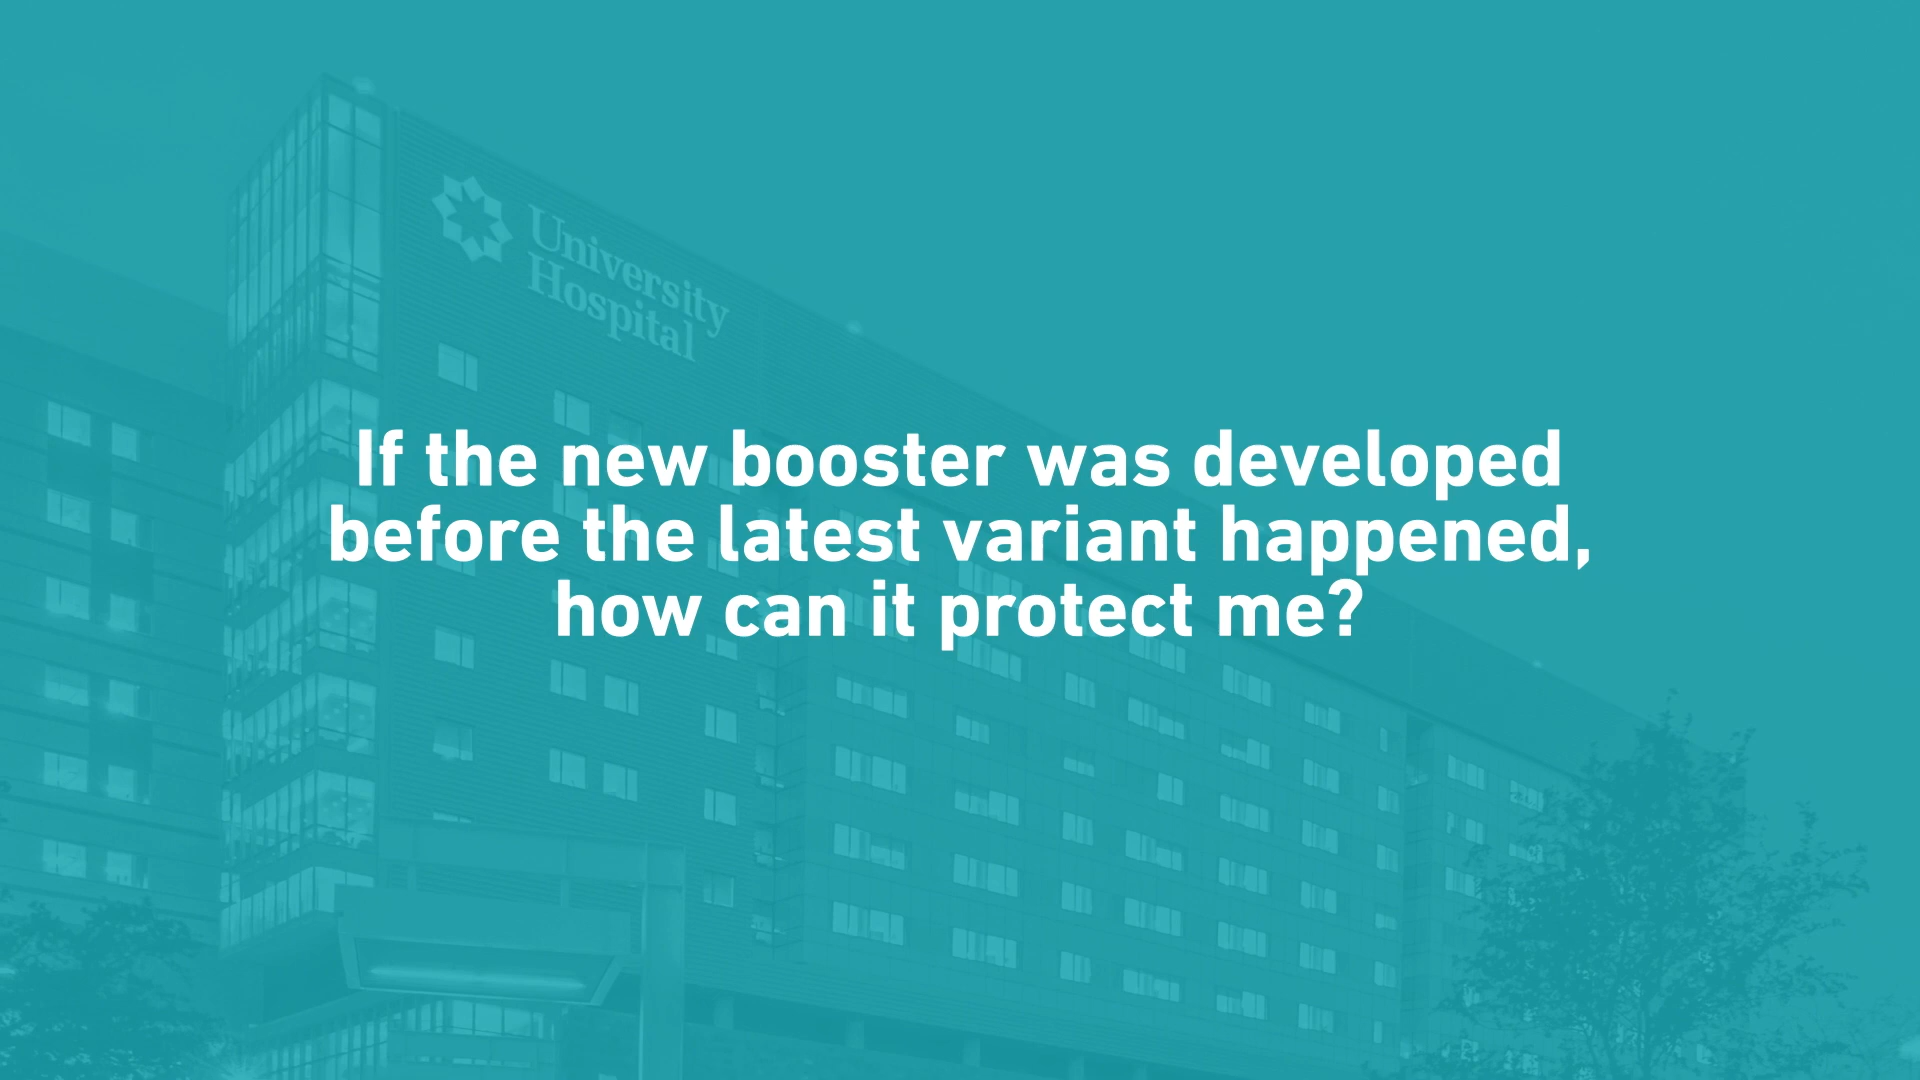 University
Hospital
If the new booster was developed
before the latest variant happened,
how can it protect me?